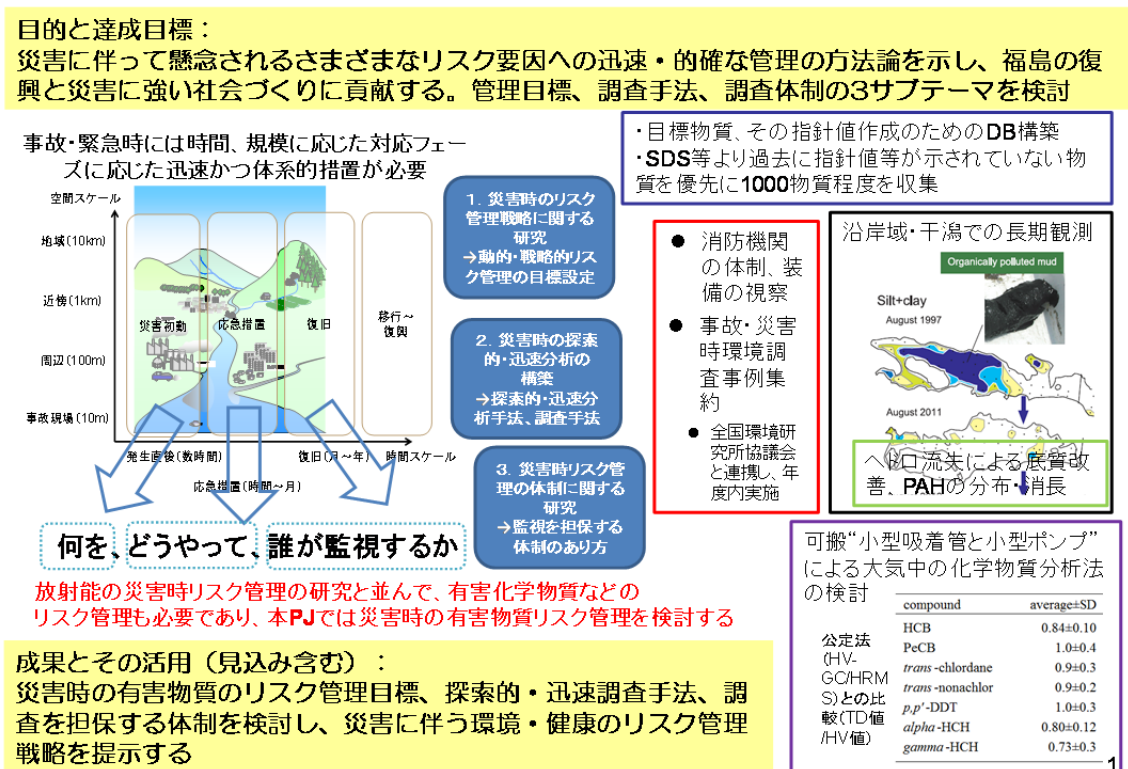 目的と達成目標：
災害に伴って懸念されるさまざまなリスク要因への迅速・的確な管理の方法論を示し、福島の復
興と災害に強い社会づくりに貢献する。管理目標、調査手法、調査体制の3サブテーマを検討
事故・緊急時には時間、規模に応じた対応フェー
ズに応じた迅速かつ体系的措置が必要
空間スケール
地域(10km)
近傍(1km)
周辺(100m)
事故現場(10m)
災害初動
応急措置
復旧
移行～
復興
発生直後(数時間)
復旧(月～年)
時間スケール
応急措置(時間～月)
何を、どうやって、誰が監視するか
1. 災害時のリスク
管理戦略に関する
研究
→動的・戦略的リス
ク管理の目標設定
2. 災害時の探索
的・迅速分析の
構築
→探索的・迅速分
析手法、調査手法
3. 災害時リスク管
理の体制に関する
研究
→監視を担保する
体制のあり方
・目標物質、その指針値作成のためのDB構築
・SDS等より過去に指針値等が示されていない物
質を優先に1000物質程度を収集
● 消防機関
の体制、装
備の視察
● 事故・災害
時環境調
査事例集
約
● 全国環境研
究所協議会
と連携し、年
度内実施
沿岸域・干潟での長期観測
Organically polluted mud
Silt+clay
August 1997
August 2011
ヘドロ流失による底質改
善、PAHの分布・消長
放射能の災害時リスク管理の研究と並んで、有害化学物質などの
リスク管理も必要であり、本PJでは災害時の有害物質リスク管理を検討する
可搬“小型吸着管と小型ポンプ”
による大気中の化学物質分析法
の検討
公定法
(HV-
GC/HRM
S)との比
較(TD値
/HV値)
compound average±SD
HCB 0.84±0.10
PeCB 1.0±0.4
trans-chlordane 0.9±0.3
trans-nonachlor 0.9±0.2
p,p'-DDT 1.0±0.3
alpha-HCH 0.80±0.12
gamma-HCH 0.73±0.3
成果とその活用（見込み含む）：
災害時の有害物質のリスク管理目標、探索的・迅速調査手法、調
査を担保する体制を検討し、災害に伴う環境・健康のリスク管理
戦略を提示する
1